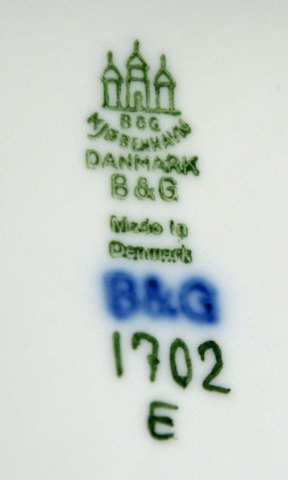 B&G
KJØBENHAVN
DANMARK
B&G
Made in
Denmark
B&G
1702
E